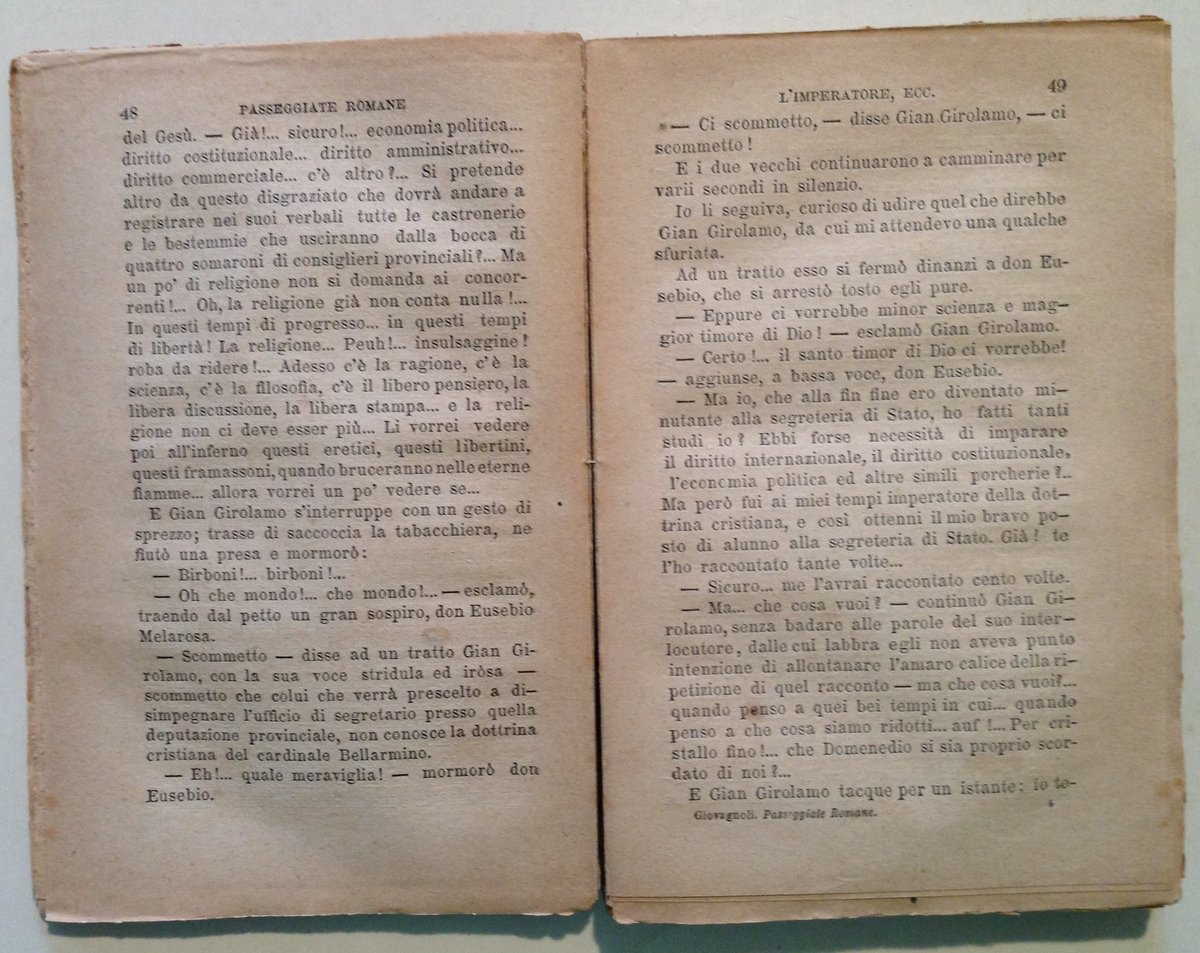 48 PASSEGGIATE ROMANE
del Gesù. — Già!... sicuro!... economia politica...
diritto costituzionale... diritto amministrativo...
diritto commerciale... c'è altro?... Si pretende
altro da questo disgraziato che dovrà andare a
registrare nei suoi verbali tutte le castronerie
e le bestemmie che usciranno dalla bocca di
quattro somaroni di consiglieri provinciali?... Ma
un po' di religione non si domanda ai concor-
renti!... Oh, la religione già non conta nulla!...
In questi tempi di progresso... in questi tempi
di libertà! La religione... Peuh!... insulsaggine!
roba da ridere!... Adesso c'è la ragione, c'è la
scienza, c'è la filosofia, c'è il libero pensiero, la
libera discussione, la libera stampa... e la reli-
gione non ci deve esser più... Li vorrei vedere
poi all'inferno questi eretici, questi libertini,
questi framassoni, quando bruceranno nelle eterne
fiamme... allora vorrei un po' vedere se...
E Gian Girolamo s'interruppe con un gesto di
sprezzo; trasse di saccoccia la tabacchiera, ne
fiutò una presa e mormorò:
— Birboni!... birboni!...
— Oh che mondo!... che mondo!... — esclamò,
traendo dal petto un gran sospiro, don Eusebio
Melarosa.
— Scommetto — disse ad un tratto Gian Gi-
rolamo, con la sua voce stridula ed iròsa —
scommetto che colui che verrà prescelto a di-
simpegnare l'ufficio di segretario presso quella
deputazione provinciale, non conosce la dottrina
cristiana del cardinale Bellarmino.
— Eh!... quale meraviglia! — mormorò don
Eusebio.
L'IMPERATORE, ECC. 49
— Ci scommetto, — disse Gian Girolamo, — ci
scommetto!
E i due vecchi continuarono a camminare per
varii secondi in silenzio.
Io li seguiva, curioso di udire quel che direbbe
Gian Girolamo, da cui mi attendevo una qualche
sfuriata.
Ad un tratto esso si fermò dinanzi a don Eu-
sebio, che si arrestò tosto egli pure.
— Eppure ci vorrebbe minor scienza e mag-
gior timore di Dio! — esclamò Gian Girolamo.
— Certo!... il santo timor di Dio ci vorrebbe!
— aggiunse, a bassa voce, don Eusebio.
— Ma io, che alla fin fine ero diventato mi-
nutante alla segreteria di Stato, ho fatti tanti
studi io? Ebbi forse necessità di imparare
il diritto internazionale, il diritto costituzionale,
l'economia politica ed altre simili porcherie?..
Ma però fui ai miei tempi imperatore della dot-
trina cristiana, e così ottenni il mio bravo po-
sto di alunno alla segreteria di Stato. Già! te
l'ho raccontato tante volte...
— Sicuro... me l'avrai raccontato cento volte.
— Ma... che cosa vuoi? — continuò Gian Gi-
rolamo, senza badare alle parole del suo inter-
locutore, dalle cui labbra egli non aveva punto
intenzione di allontanare l'amaro calice della ri-
petizione di quel racconto — ma che cosa vuoi?...
quando penso a quei bei tempi in cui... quando
penso a che cosa siamo ridotti... auf!... Per cri-
stallo fino!... che Domenedio si sia proprio scor-
dato di noi?...
E Gian Girolamo tacque per un istante: io te-
Giovagnoli. Passeggiate Romane.